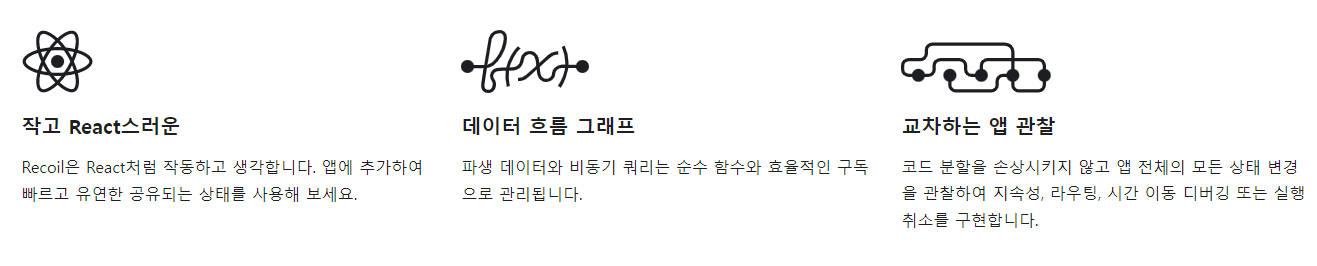 작고 React스러운
Recoil은 React처럼 작동하고 생각합니다. 앱에 추가하여
빠르고 유연한 공유되는 상태를 사용해 보세요.
f(x)
데이터 흐름 그래프
파생 데이터와 비동기 쿼리는 순수 함수와 효율적인 구독
으로 관리됩니다.
교차하는 앱 관찰
코드 분할을 손상시키지 않고 앱 전체의 모든 상태 변경
을 관찰하여 지속성, 라우팅, 시간 이동 디버깅 또는 실행
취소를 구현합니다.